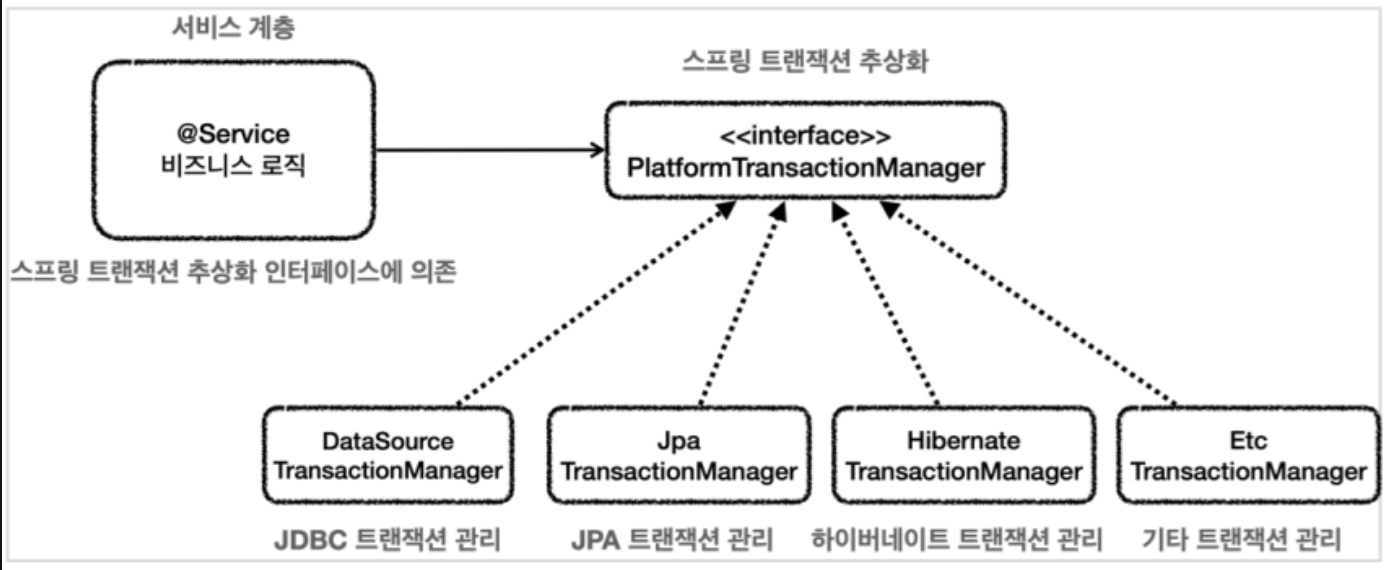 서비스 계층
@Service
비즈니스 로직
스프링 트랜잭션 추상화 인터페이스에 의존
스프링 트랜잭션 추상화
<<interface>>
PlatformTransactionManager
DataSource
TransactionManager
JDBC 트랜잭션 관리
Jpa
TransactionManager
JPA 트랜잭션 관리
Hibernate
TransactionManager
하이버네이트 트랜잭션 관리
Etc
TransactionManager
기타 트랜잭션 관리